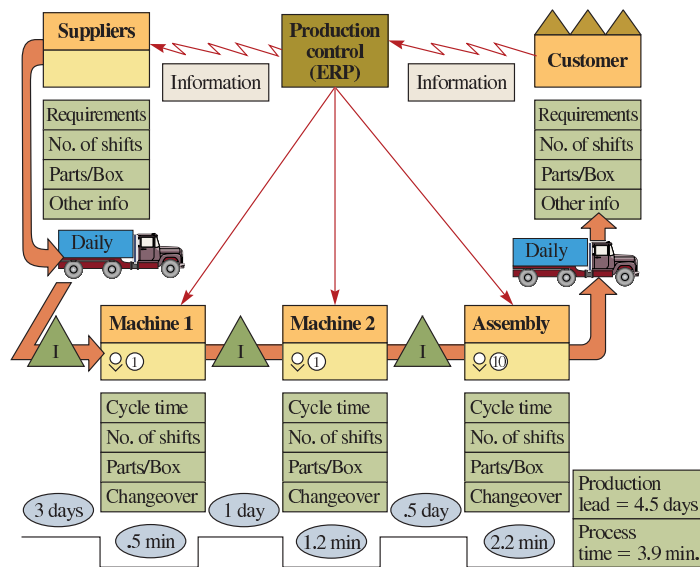 Suppliers
Production
control
(ERP)
Customer
Information
Information
Requirements
No. of shifts
Parts/Box
Other info
Requirements
No. of shifts
Parts/Box
Other info
Daily
Daily
I
Machine 1
1
I
Machine 2
1
I
Assembly
10
Cycle time
No. of shifts
Parts/Box
Changeover
Cycle time
No. of shifts
Parts/Box
Changeover
Cycle time
No. of shifts
Parts/Box
Changeover
3 days
.5 min
1 day
1.2 min
.5 day
2.2 min
Production
lead = 4.5 days
Process
time = 3.9 min.